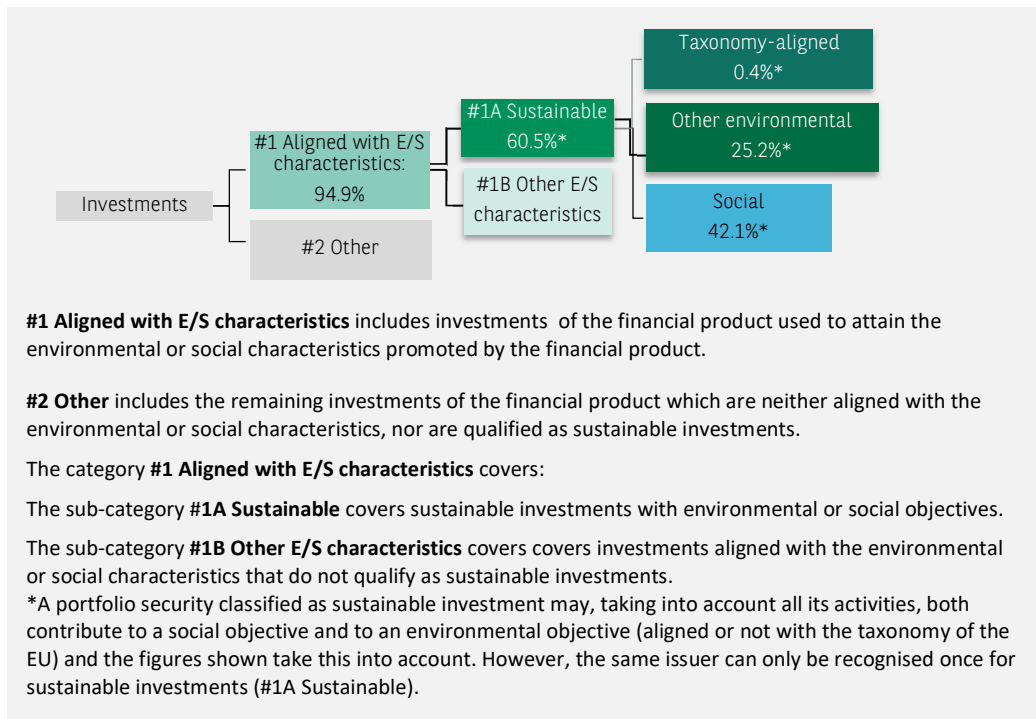 Taxonomy-aligned
0.4%*
#1A Sustainable
60.5%*
Other environmental
25.2%*
#1 Aligned with E/S
characteristics:
94.9%
#1B Other E/S
characteristics
Investments
Social
42.1%*
#2 Other
#1 Aligned with E/S characteristics includes investments of the financial product used to attain the
environmental or social characteristics promoted by the financial product.
#2 Other includes the remaining investments of the financial product which are neither aligned with the
environmental or social characteristics, nor are qualified as sustainable investments.
The category #1 Aligned with E/S characteristics covers:
The sub-category #1A Sustainable covers sustainable investments with environmental or social objectives.
The sub-category #1B Other E/S characteristics covers covers investments aligned with the environmental
or social characteristics that do not qualify as sustainable investments.
*A portfolio security classified as sustainable investment may, taking into account all its activities, both
contribute to a social objective and to an environmental objective (aligned or not with the taxonomy of the
EU) and the figures shown take this into account. However, the same issuer can only be recognised once for
sustainable investments (#1A Sustainable).